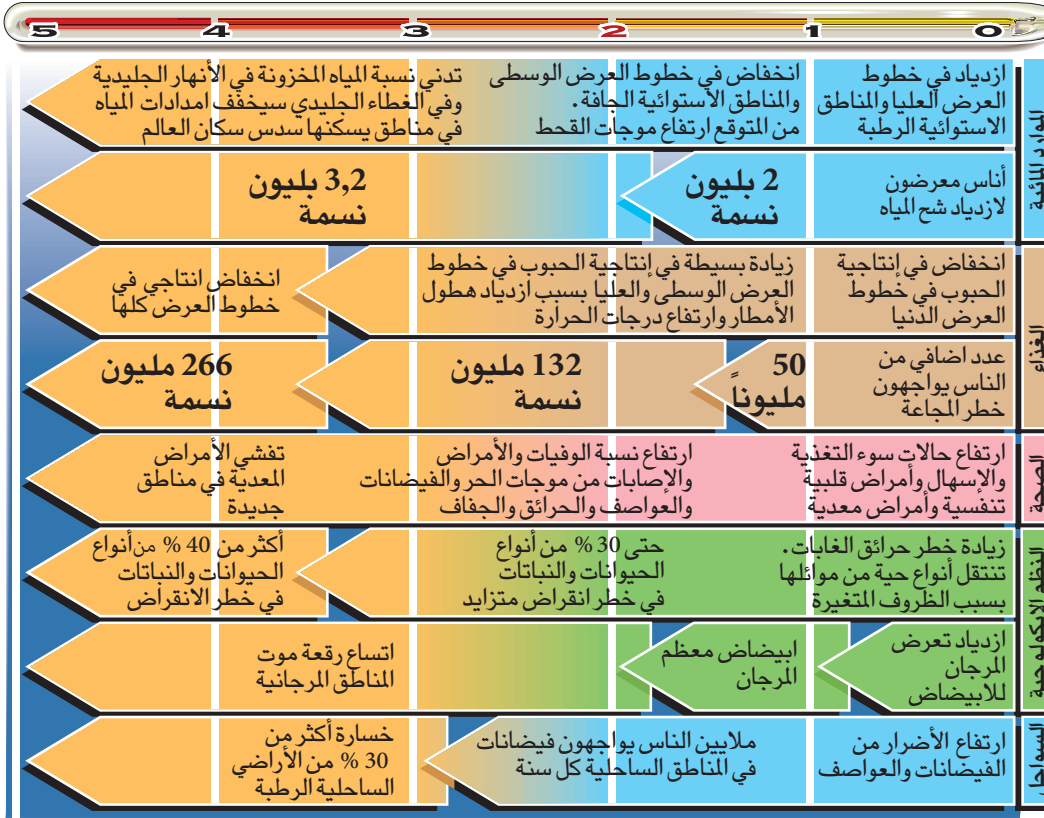 0 1 2 3 4 5
الموارد المائية
ازدياد في خطوط
العرض العليا والمناطق
الاستوائية الرطبة
انخفاض في خطوط العرض الوسطى
والمناطق الاستوائية الجافة.
من المتوقع ارتفاع موجات القحط
تدني نسبة المياه المخزونة في الأنهار الجليدية
وفي الغطاء الجليدي سيخفف امدادات المياه
في مناطق يسكنها سدس سكان العالم
أناس معرضون
لازدياد شح المياه
2 بليون
نسمة
3,2 بليون
نسمة
الغذاء
انخفاض في إنتاجية
الحبوب في خطوط
العرض الدنيا
زيادة بسيطة في إنتاجية الحبوب في خطوط
العرض الوسطى والعليا بسبب ازدياد هطول
الأمطار وارتفاع درجات الحرارة
انخفاض انتاجي في
خطوط العرض كلها
عدد اضافي من
الناس يواجهون
خطر المجاعة
50
مليوناً
132 مليون
نسمة
266 مليون
نسمة
الصحة
ارتفاع حالات سوء التغذية
والإسهال وأمراض قلبية
تنفسية وأمراض معدية
ارتفاع نسبة الوفيات والأمراض
والإصابات من موجات الحر والفيضانات
والعواصف والحرائق والجفاف
تفشي الأمراض
المعدية في مناطق
جديدة
النظم الايكولوجية
زيادة خطر حرائق الغابات.
تنتقل أنواع حية من موائلها
بسبب الظروف المتغيرة
حتى 30 % من أنواع
الحيوانات والنباتات
في خطر انقراض متزايد
أكثر من 40 % من أنواع
الحيوانات والنباتات
في خطر الانقراض
ازدياد تعرض
المرجان
للابيضاض
ابيضاض معظم
المرجان
اتساع رقعة موت
المناطق المرجانية
السواحل
ارتفاع الأضرار من
الفيضانات والعواصف
ملايين الناس يواجهون فيضانات
في المناطق الساحلية كل سنة
خسارة أكثر من
30 % من الأراضي
الساحلية الرطبة